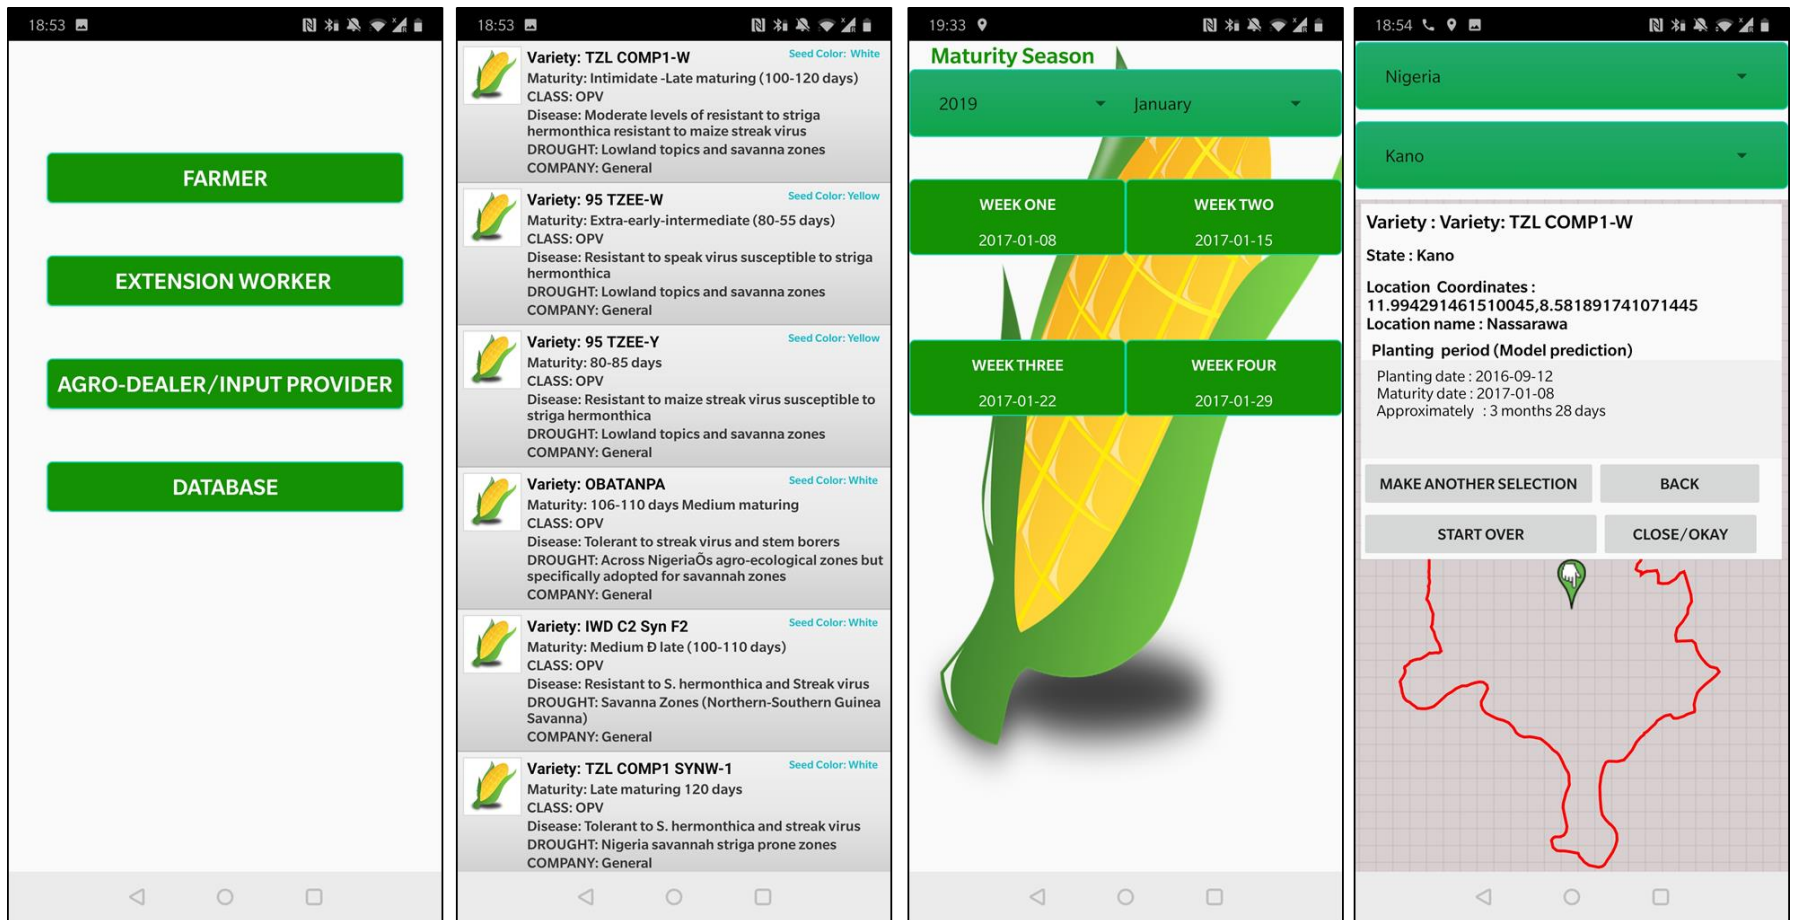 18:53
FARMER
EXTENSION WORKER
AGRO-DEALER/INPUT PROVIDER
DATABASE
18:53
Variety: TZL COMP1-W
Seed Color: White
Maturity: Intimidate -Late maturing (100-120 days)
CLASS: OPV
Disease: Moderate levels of resistant to striga
hermonthica resistant to maize streak virus
DROUGHT: Lowland topics and savanna zones
COMPANY: General
Variety: 95 TZEE-W
Seed Color: Yellow
Maturity: Extra-early-intermediate (80-55 days)
CLASS: OPV
Disease: Resistant to speak virus susceptible to striga
hermonthica
DROUGHT: Lowland topics and savanna zones
COMPANY: General
Variety: 95 TZEE-Y
Seed Color: Yellow
Maturity: 80-85 days
CLASS: OPV
Disease: Resistant to maize streak virus susceptible to
striga hermonthica
DROUGHT: Lowland topics and savanna zones
COMPANY: General
Variety: OBATANPA
Seed Color: White
Maturity: 106-110 days Medium maturing
CLASS: OPV
Disease: Tolerant to streak virus and stem borers
DROUGHT: Across NigeriaÕs agro-ecological zones but
specifically adopted for savannah zones
COMPANY: General
Variety: IWD C2 Syn F2
Seed Color: White
Maturity: Medium Ð late (100-110 days)
CLASS: OPV
Disease: Resistant to S. hermonthica and Streak virus
DROUGHT: Savanna Zones (Northern-Southern Guinea
Savanna)
COMPANY: General
Variety: TZL COMP1 SYNW-1
Seed Color: White
Maturity: Late maturing 120 days
CLASS: OPV
Disease: Tolerant to S. hermonthica and streak virus
DROUGHT: Nigeria savannah striga prone zones
COMPANY: General
19:33
Maturity Season
2019 January
WEEK ONE
2017-01-08
WEEK TWO
2017-01-15
WEEK THREE
2017-01-22
WEEK FOUR
2017-01-29
18:54
Nigeria
Kano
Variety : Variety: TZL COMP1-W
State : Kano
Location Coordinates :
11.994291461510045,8.581891741071445
Location name : Nassarawa
Planting period (Model prediction)
Planting date : 2016-09-12
Maturity date : 2017-01-08
Approximately : 3 months 28 days
MAKE ANOTHER SELECTION
BACK
START OVER
CLOSE/OKAY